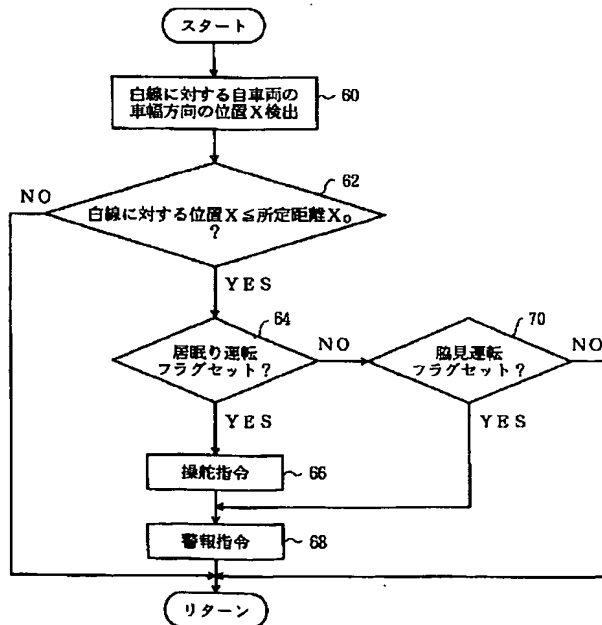 スタート
白線に対する自車両の
車幅方向の位置X検出
60
62
NO
白線に対する位置X≦所定距離X₀
?
YES
64
70
居眠り運転
フラグセット?
NO
脇見運転
フラグセット?
NO
YES
YES
操舵指令
66
警報指令
68
リターン